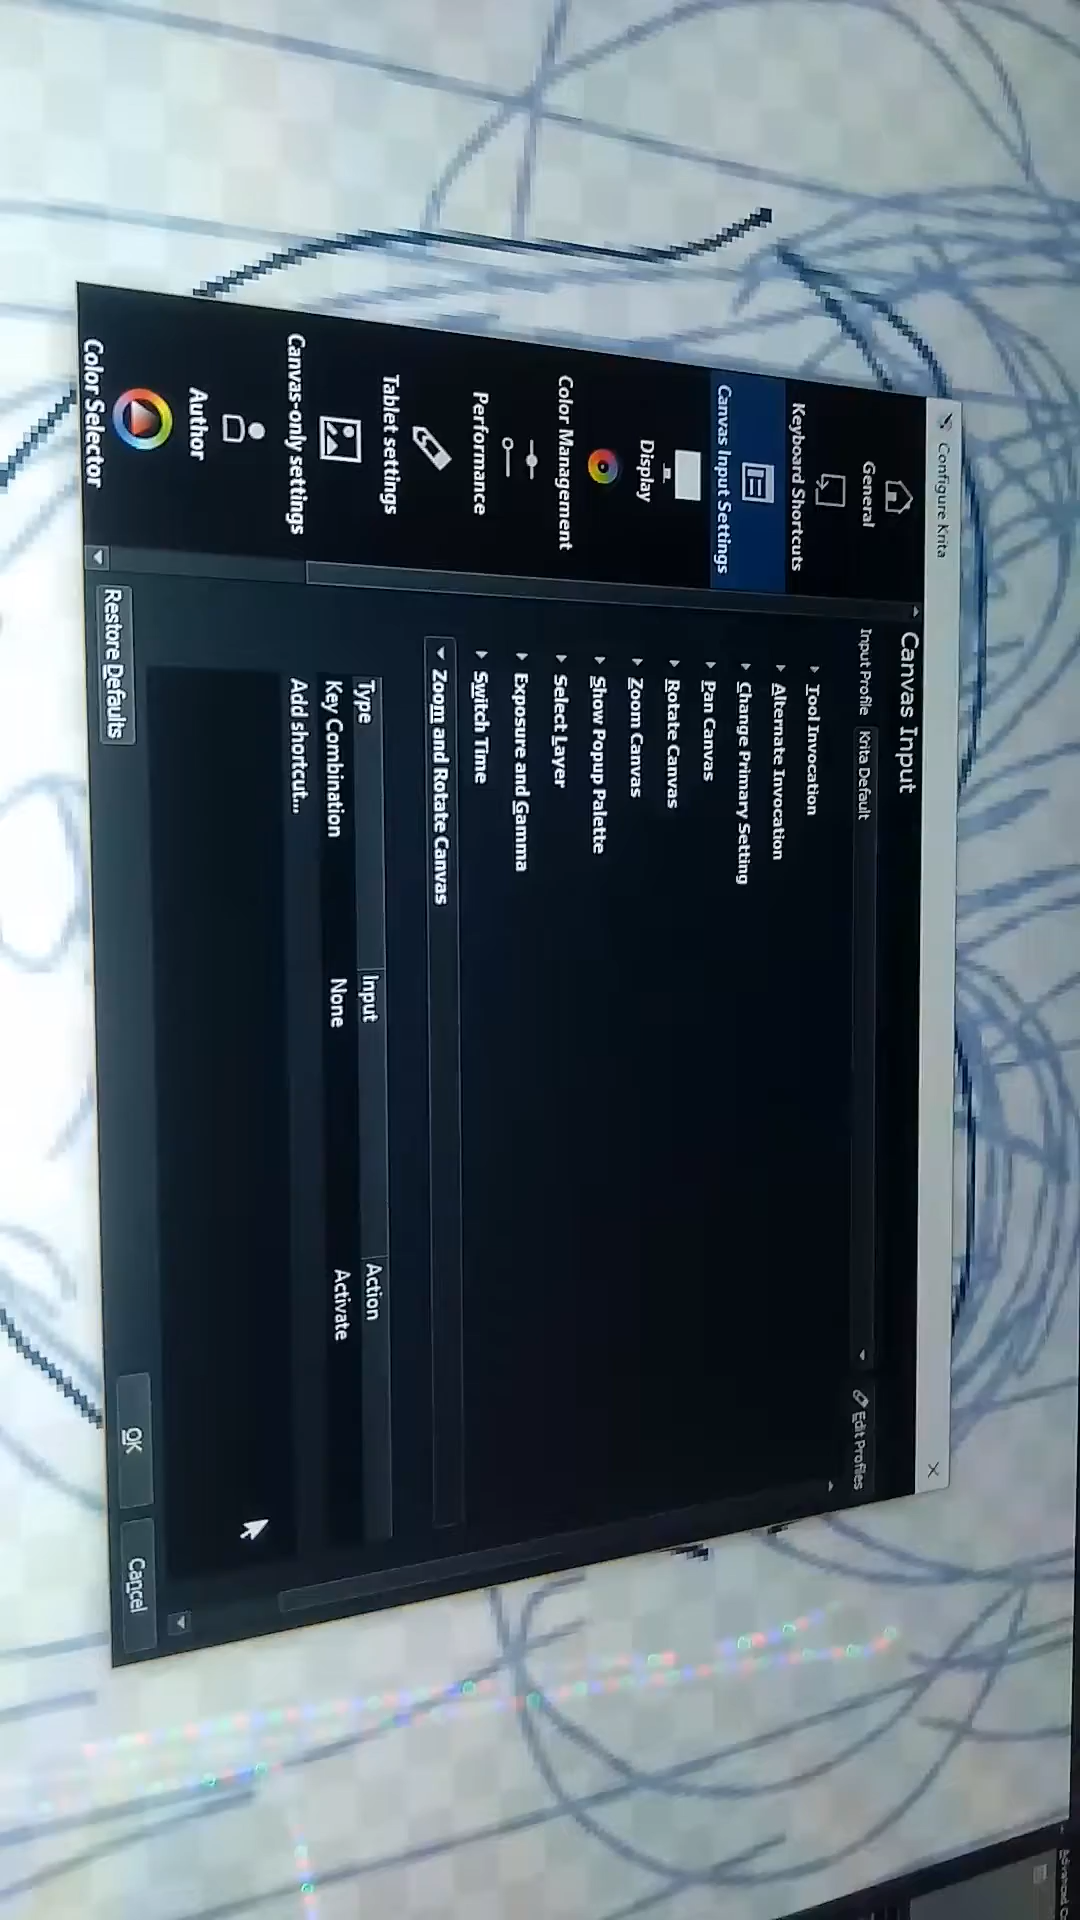 Configure Krita
General
Keyboard Shortcuts
Canvas Input Settings
Display
Color Management
Performance
Tablet settings
Canvas-only settings
Author
Color Selector
Canvas Input
Input Profile Krita Default Edit Profiles
Tool Invocation
Alternate Invocation
Change Primary Setting
Pan Canvas
Rotate Canvas
Zoom Canvas
Show Popup Palette
Select Layer
Exposure and Gamma
Switch Time
Zoom and Rotate Canvas
Type Input Action
Key Combination None Activate
Add shortcut...
Restore Defaults OK Cancel
Advanced